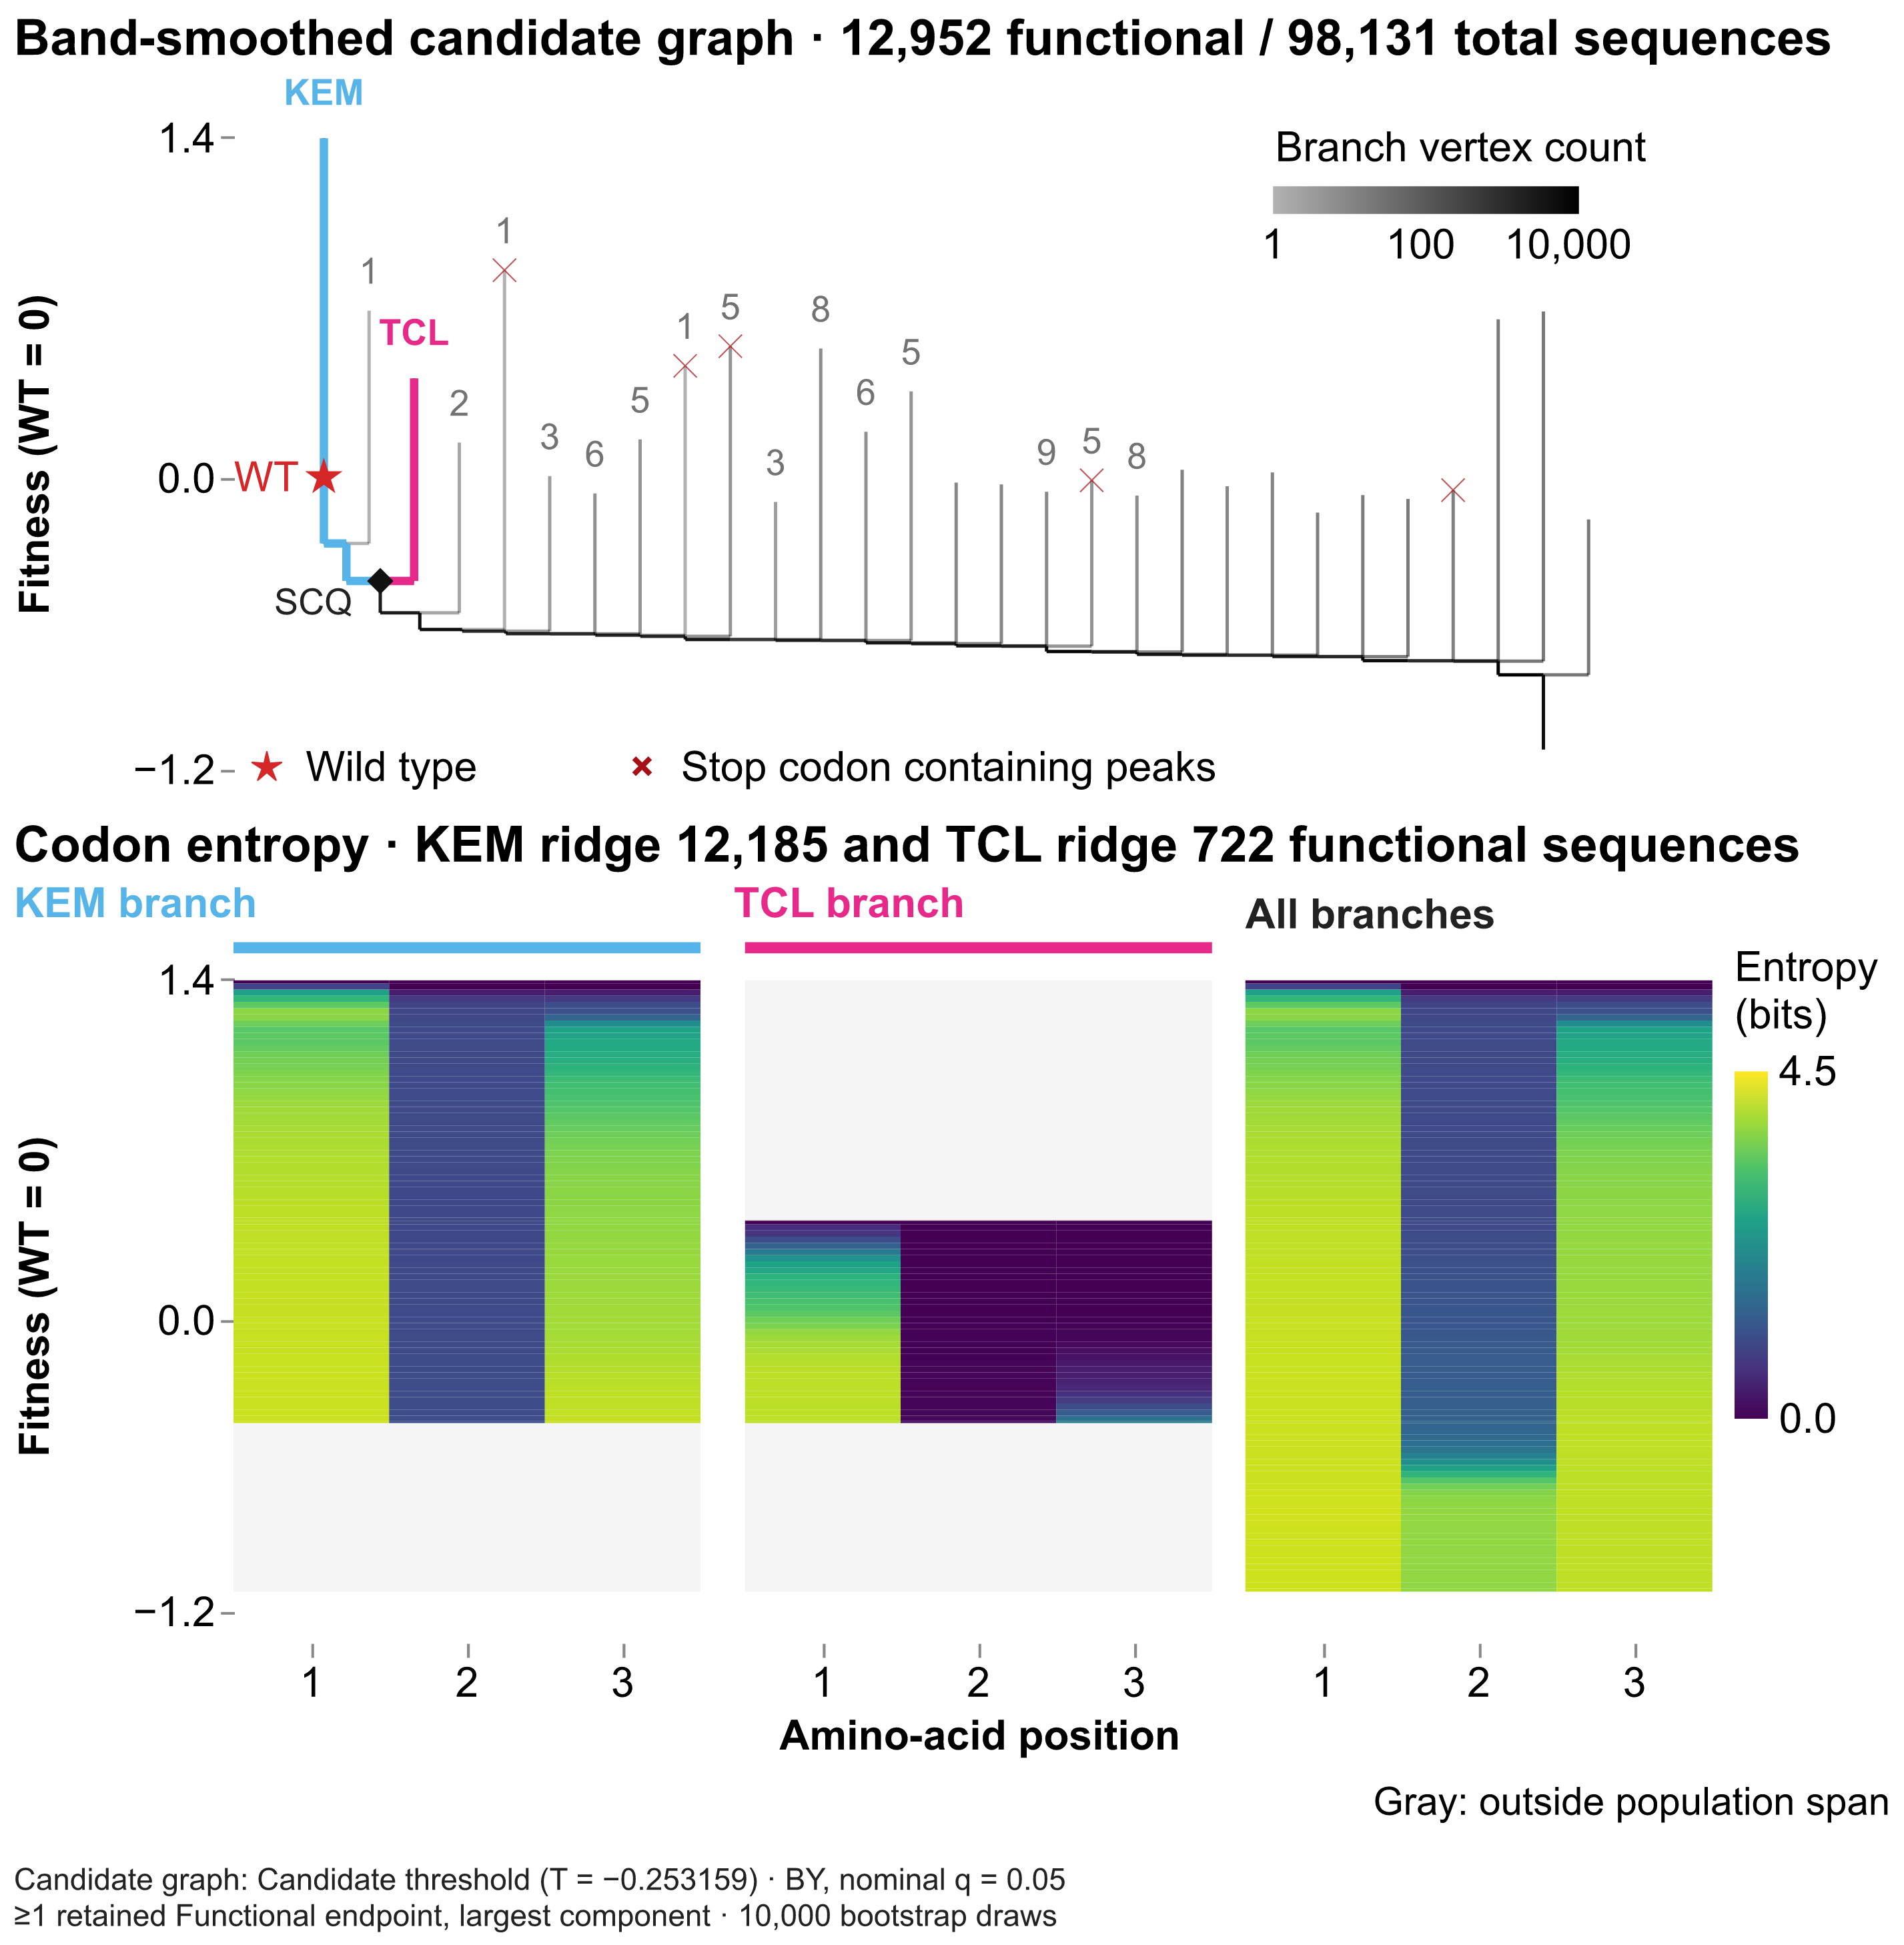 Band-smoothed candidate graph · 12,952 functional / 98,131 total sequences
KEM
1.4
Branch vertex count
1 100 10,000
1
1
TCL
2
3
6
5
1
5
3
8
6
5
9
5
8
Fitness (WT = 0)
0.0
WT
SCQ
−1.2
Wild type
Stop codon containing peaks
Codon entropy · KEM ridge 12,185 and TCL ridge 722 functional sequences
KEM branch
TCL branch
All branches
Entropy
(bits)
4.5
0.0
1.4
0.0
−1.2
Fitness (WT = 0)
1 2 3 1 2 3 1 2 3
Amino-acid position
Gray: outside population span
Candidate graph: Candidate threshold (T = −0.253159) · BY, nominal q = 0.05
≥1 retained Functional endpoint, largest component · 10,000 bootstrap draws